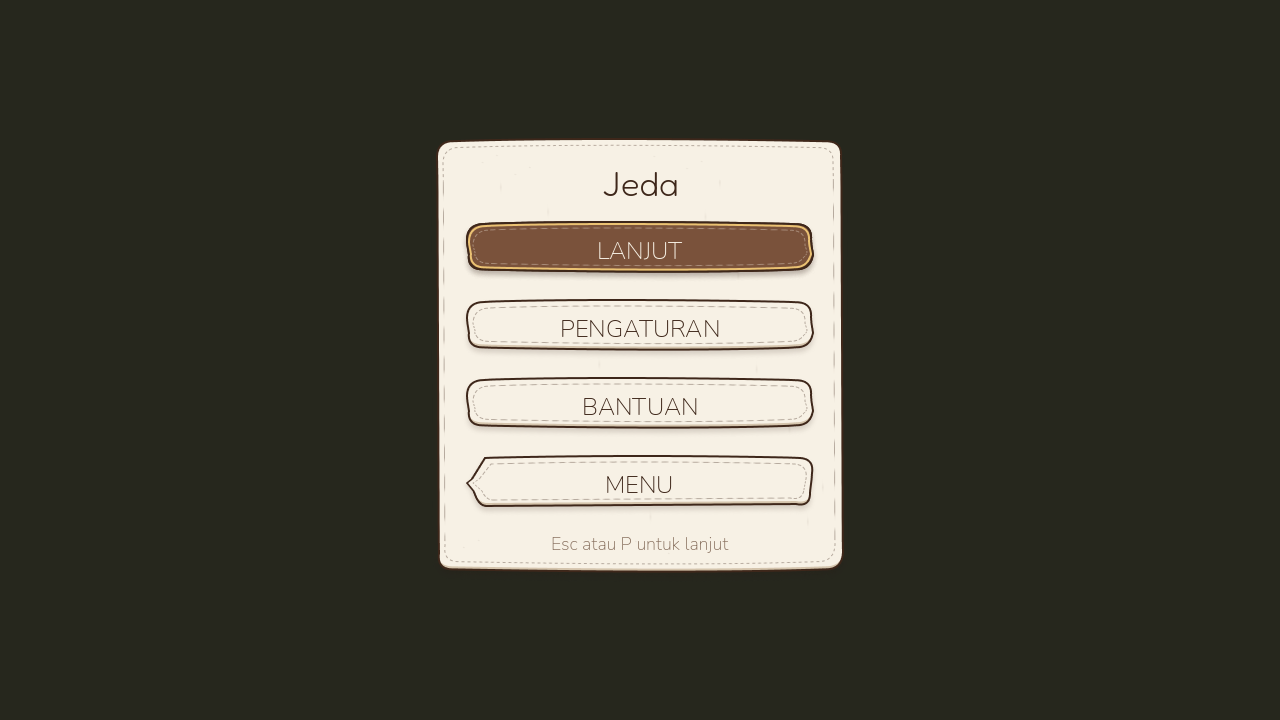 Jeda
LANJUT
PENGATURAN
BANTUAN
MENU
Esc atau P untuk lanjut